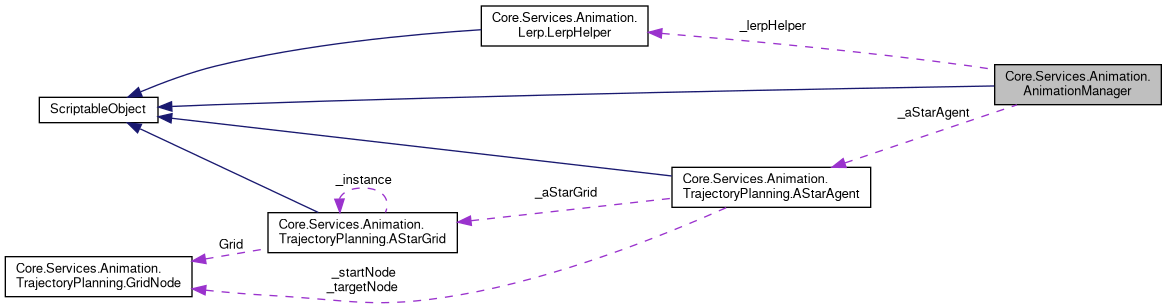 Core.Services.Animation.
Lerp.LerpHelper
_lerpHelper
Core.Services.Animation.
AnimationManager
ScriptableObject
_aStarAgent
_instance
_aStarGrid
Core.Services.Animation.
TrajectoryPlanning.AStarAgent
Core.Services.Animation.
TrajectoryPlanning.AStarGrid
Grid
Core.Services.Animation.
TrajectoryPlanning.GridNode
_startNode
_targetNode